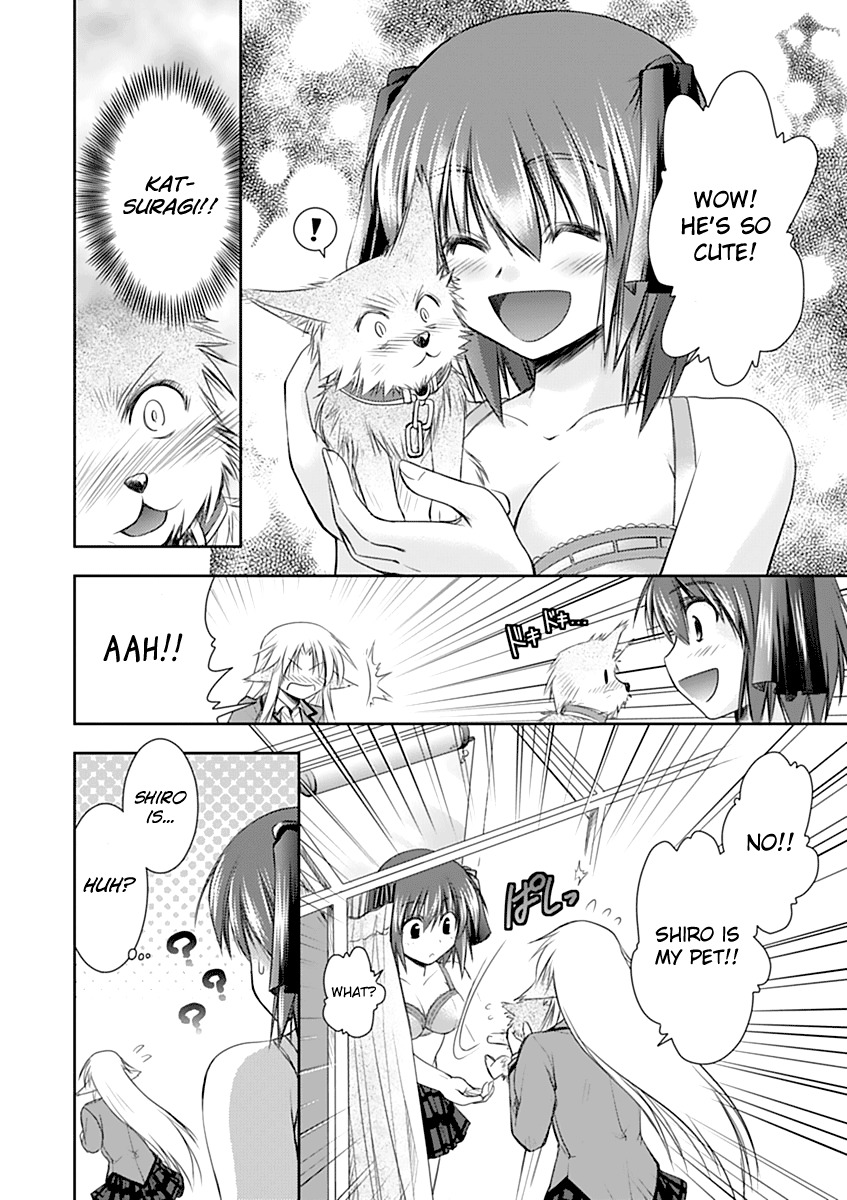 WOW!
HE'S SO
CUTE!
!
KAT-
SURAGI!!
ドキ
ドキ…
AAH!!
NO!!
SHIRO IS
MY PET!!
ぱしっ
WHAT?
SHIRO
IS...
HUH?
? ? ?